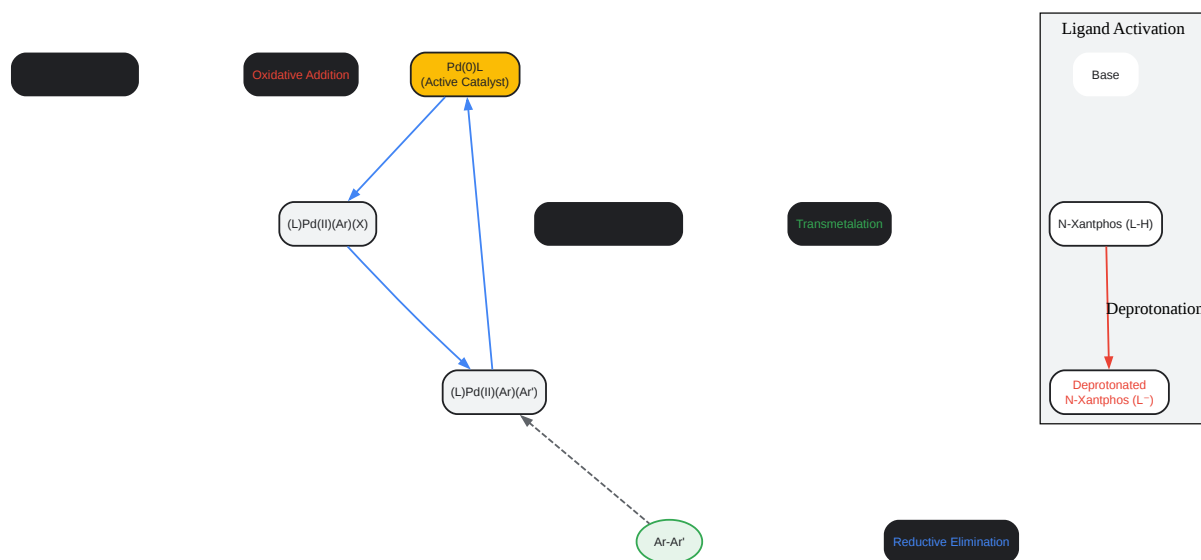 Ligand Activation
Oxidative Addition
Pd(0)L
(Active Catalyst)
Base
(L)Pd(II)(Ar)(X)
Transmetalation
N-Xantphos (L-H)
Deprotonation
(L)Pd(II)(Ar)(Ar')
Deprotonated
N-Xantphos (L⁻)
Ar-Ar'
Reductive Elimination